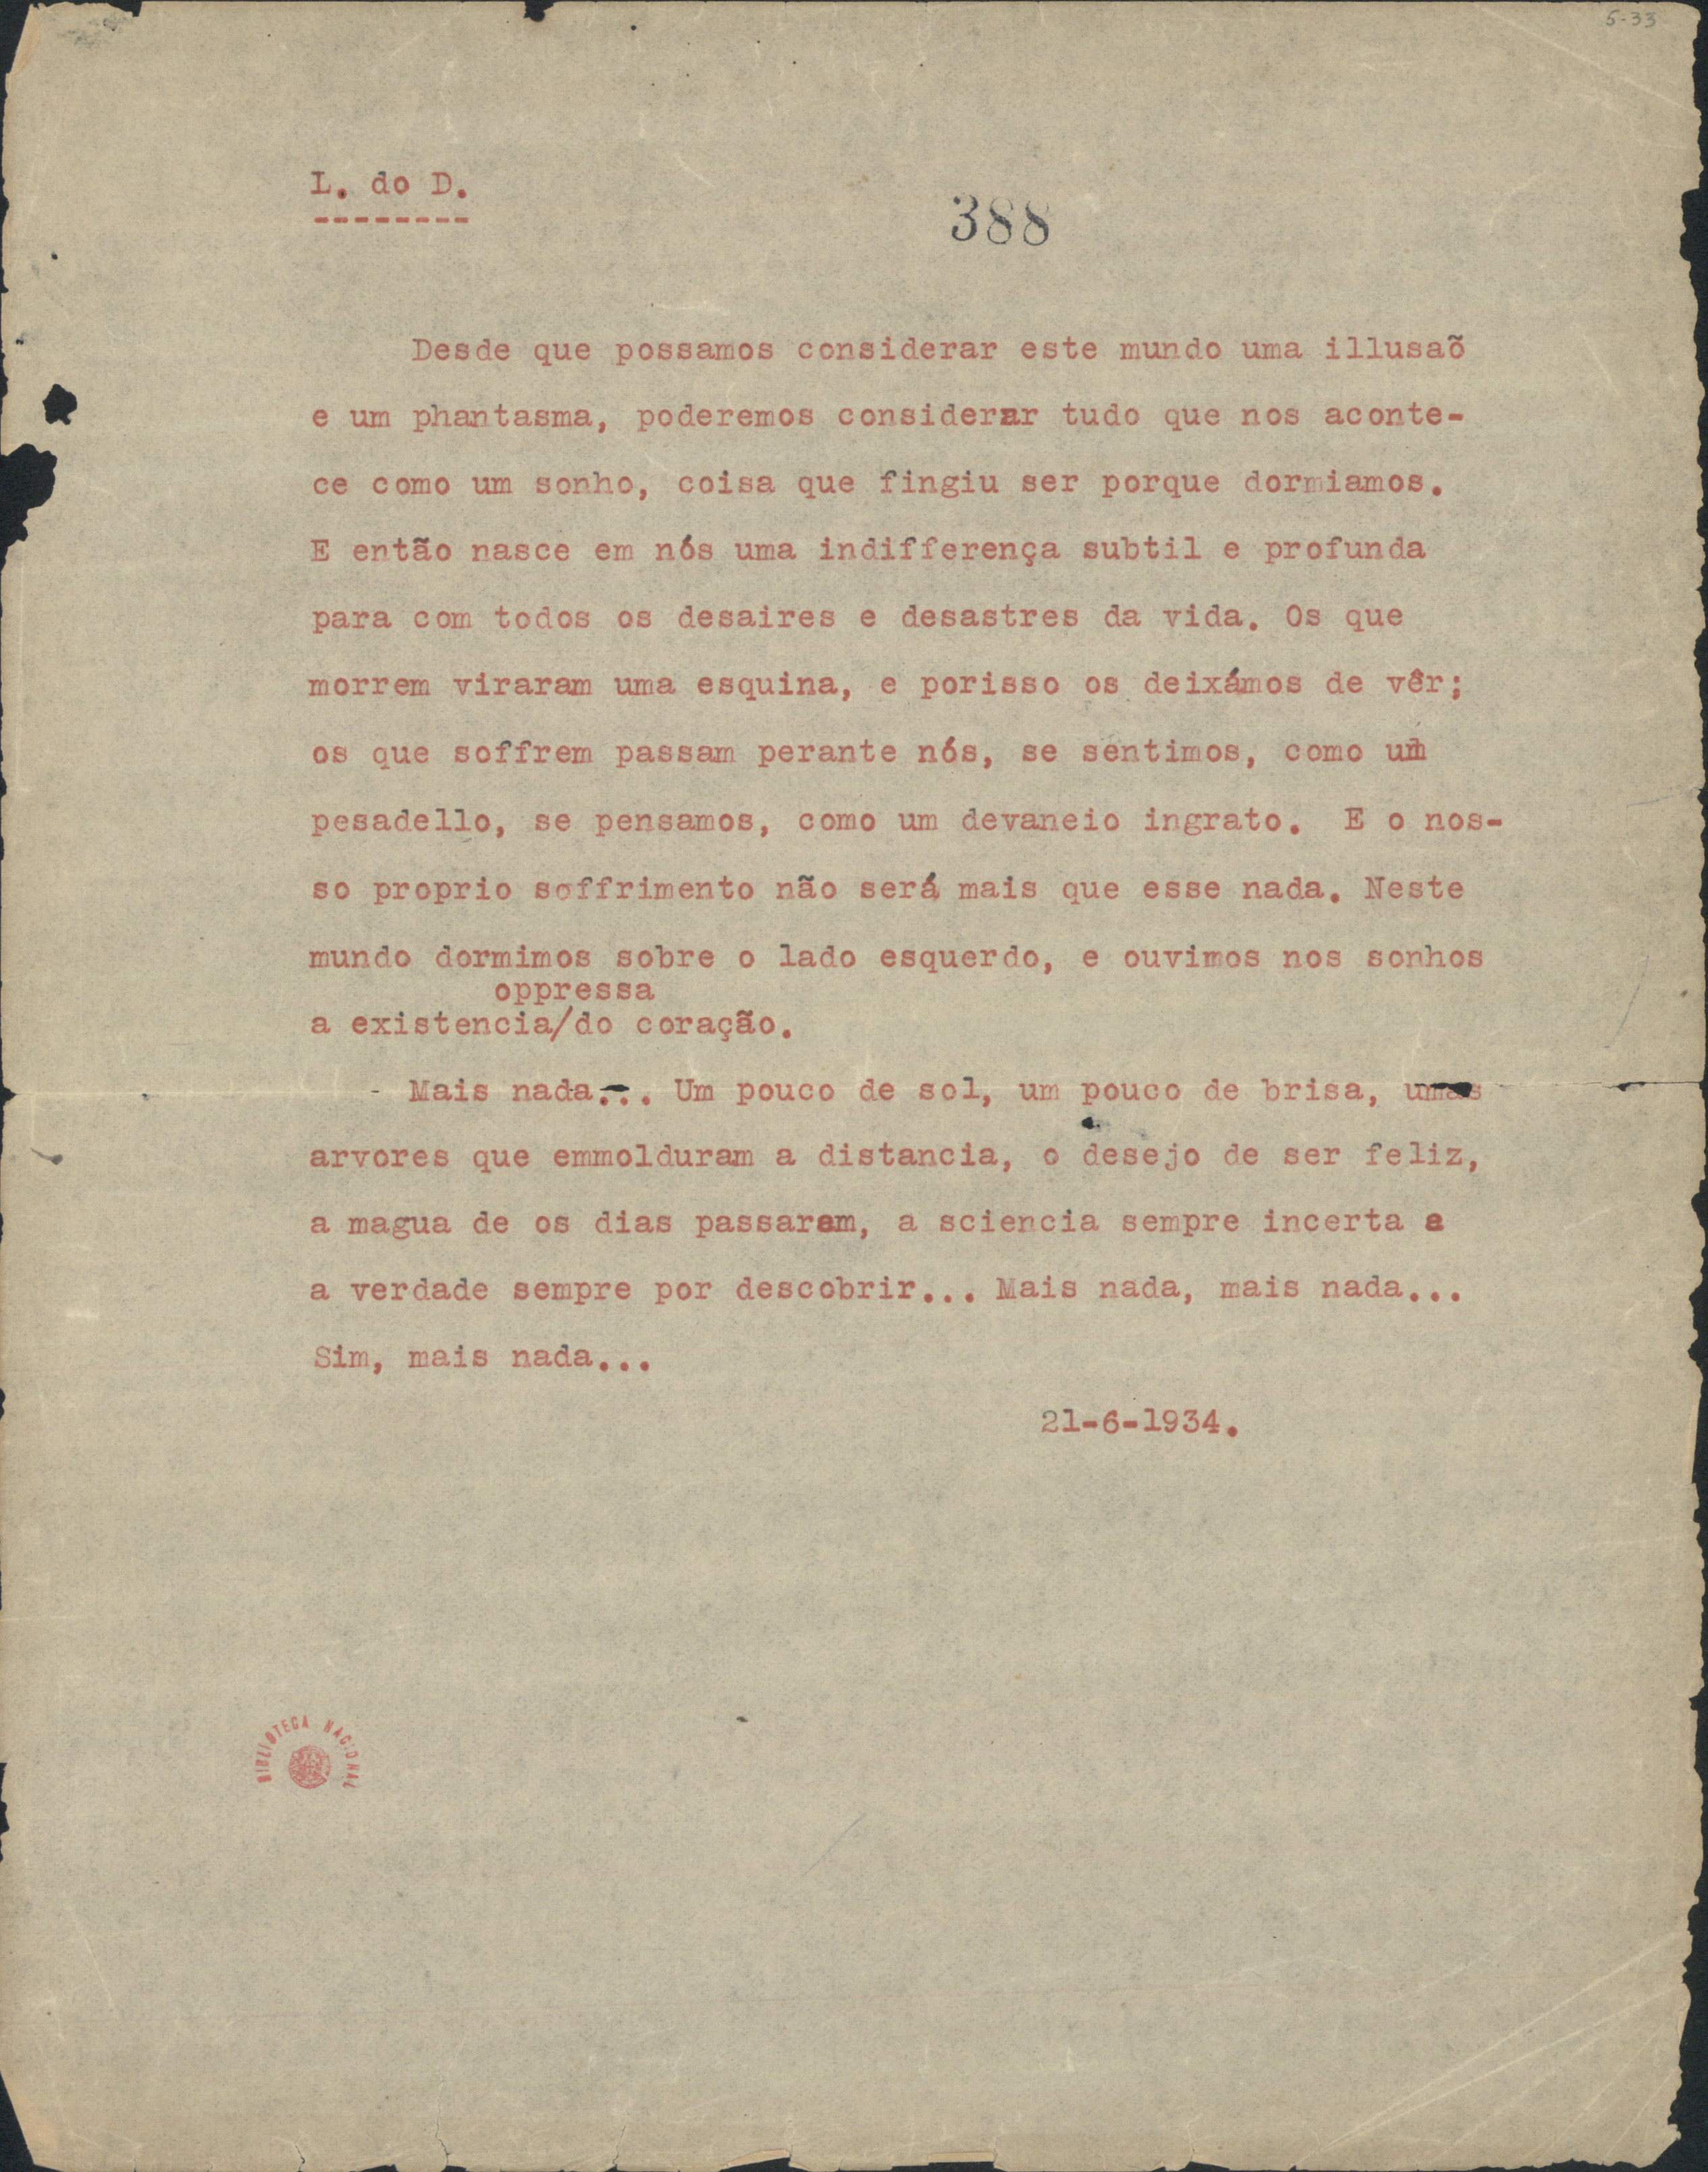 5-33
L. do D.
--------
388
Desde que possamos considerar este mundo uma illusaõ
e um phantasma, poderemos considerar tudo que nos aconte-
ce como um sonho, coisa que fingiu ser porque dormiamos.
E então nasce em nós uma indifferença subtil e profunda
para com todos os desaires e desastres da vida. Os que
morrem viraram uma esquina, e porisso os deixámos de vêr;
os que soffrem passam perante nós, se sentimos, como um
pesadello, se pensamos, como um devaneio ingrato. E o nos-
so proprio soffrimento não será mais que esse nada. Neste
mundo dormimos sobre o lado esquerdo, e ouvimos nos sonhos
oppressa
a existencia/do coração.
Mais nada... Um pouco de sol, um pouco de brisa, umas
arvores que emmolduram a distancia, o desejo de ser feliz,
a magua de os dias passarem, a sciencia sempre incerta e
a verdade sempre por descobrir... Mais nada, mais nada...
Sim, mais nada...
21-6-1934.
BIBLIOTECA NACIONAL